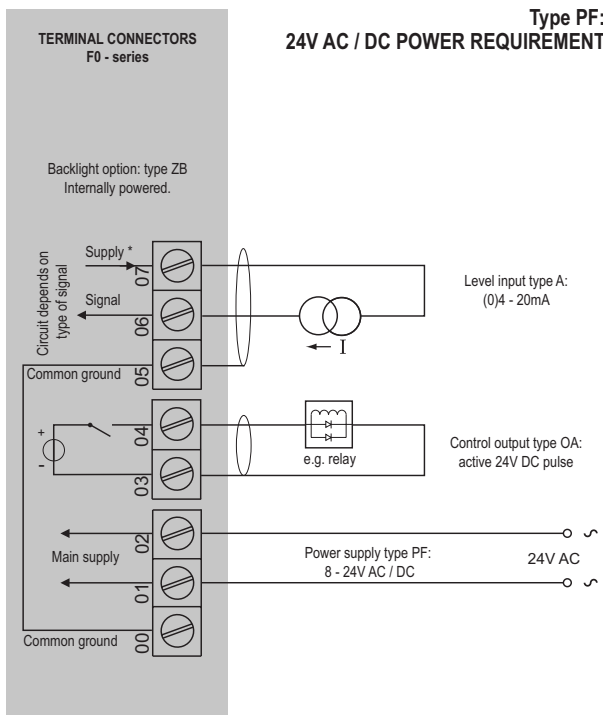 Type PF:
24V AC / DC POWER REQUIREMENT
TERMINAL CONNECTORS
F0 - series
Backlight option: type ZB
Internally powered.
Circuit depends on
type of signal
Supply *
07
Signal
06
Common ground
05
I
Level input type A:
(0)4 - 20mA
+
-
04
03
e.g. relay
Control output type OA:
active 24V DC pulse
02
Main supply
01
Power supply type PF:
8 - 24V AC / DC
24V AC
Common ground
00